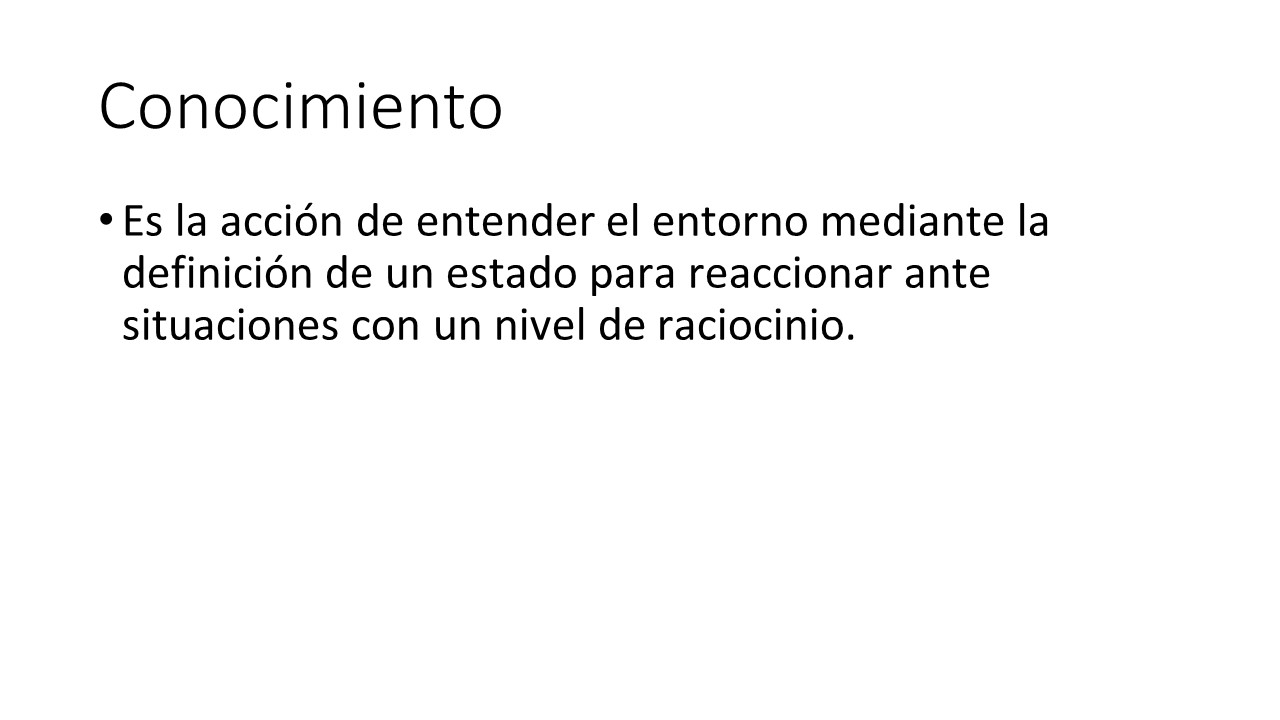 Conocimiento
• Es la acción de entender el entorno mediante la
definición de un estado para reaccionar ante
situaciones con un nivel de raciocinio.